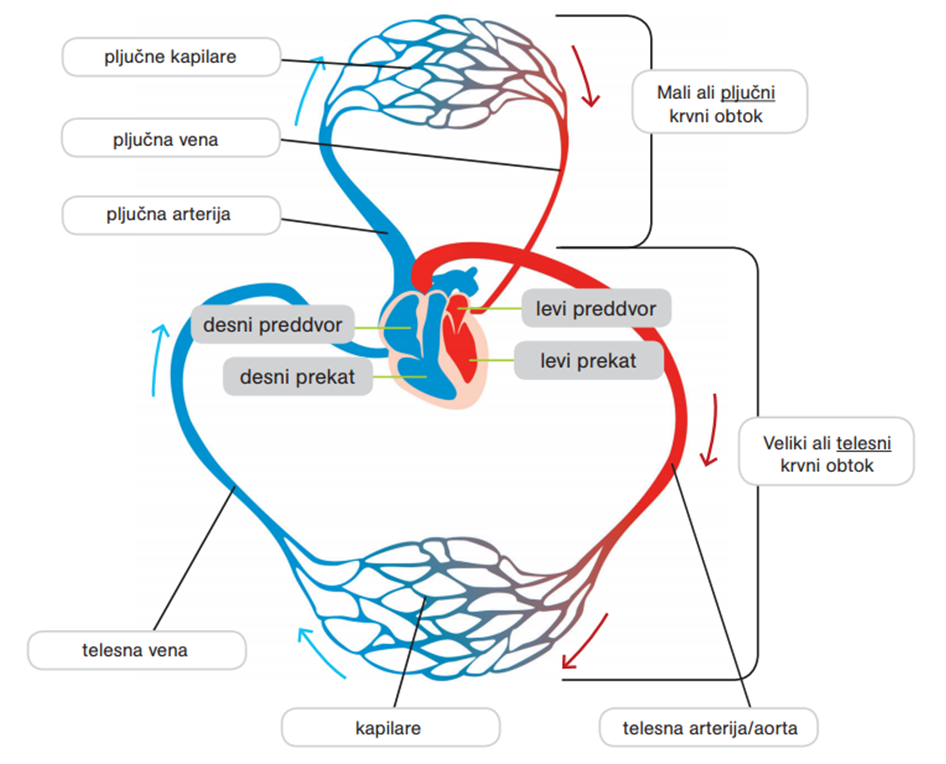 pljučne kapilare
Mali ali pljučni
krvni obtok
pljučna vena
pljučna arterija
desni preddvor
levi preddvor
desni prekat
levi prekat
Veliki ali telesni
krvni obtok
telesna vena
kapilare
telesna arterija/aorta